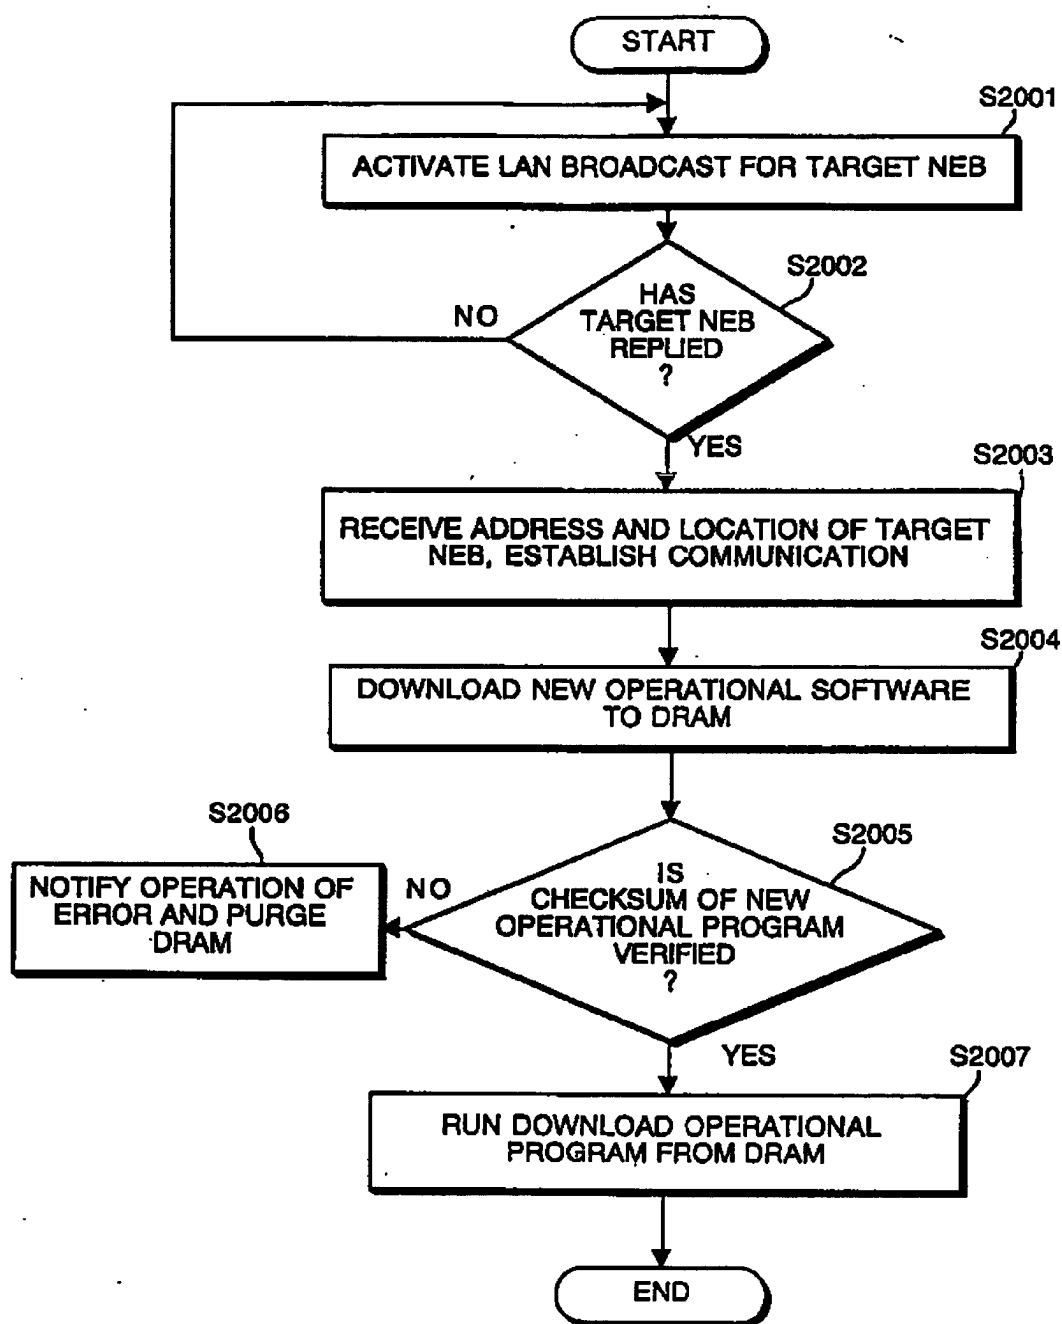 START
S2001
ACTIVATE LAN BROADCAST FOR TARGET NEB
S2002
HAS
TARGET NEB
REPLIED
?
NO
YES
S2003
RECEIVE ADDRESS AND LOCATION OF TARGET
NEB, ESTABLISH COMMUNICATION
S2004
DOWNLOAD NEW OPERATIONAL SOFTWARE
TO DRAM
S2005
IS
CHECKSUM OF NEW
OPERATIONAL PROGRAM
VERIFIED
?
NO
S2006
NOTIFY OPERATION OF
ERROR AND PURGE
DRAM
YES
S2007
RUN DOWNLOAD OPERATIONAL
PROGRAM FROM DRAM
END